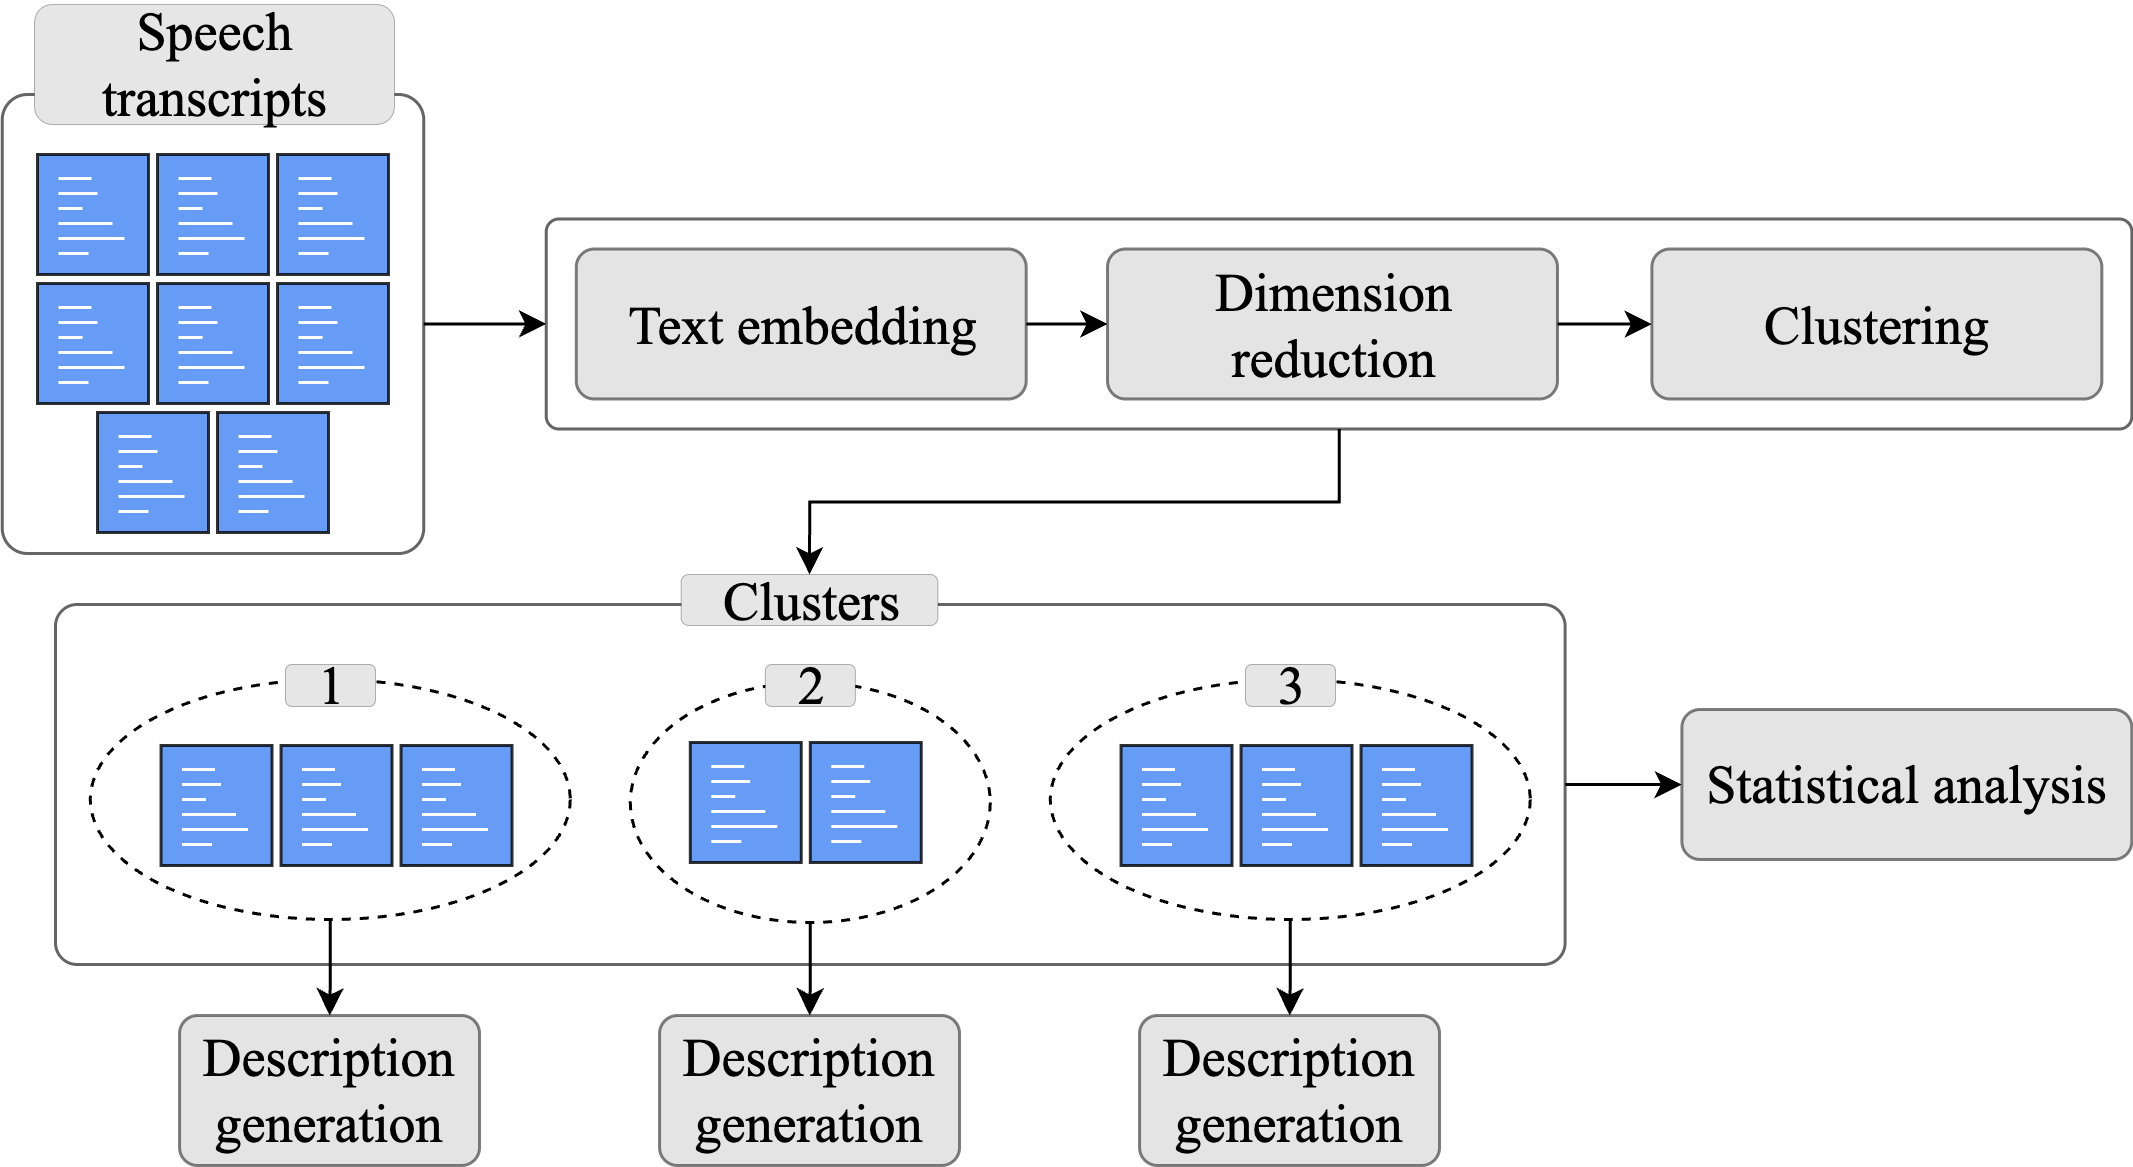 Speech
transcripts
Text embedding
Dimension
reduction
Clustering
Clusters
1
2
3
Statistical analysis
Description
generation
Description
generation
Description
generation